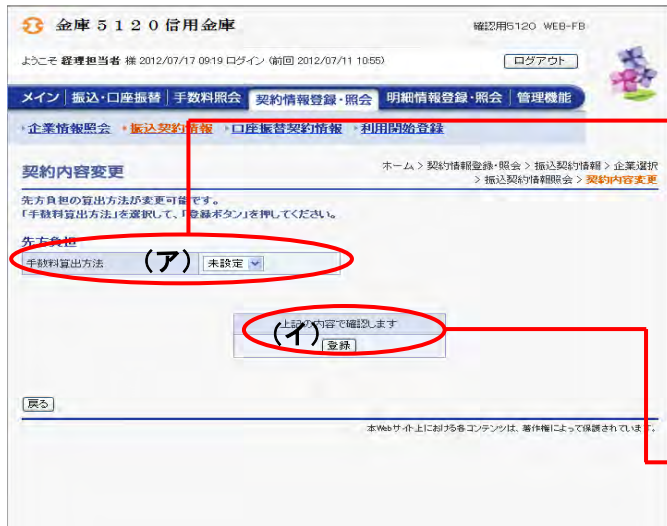 金庫５１２０信用金庫
確認用5120 WEB-FB
ようこそ 経理担当者 様 2012/07/17 09:19 ログイン (前回 2012/07/11 10:55)
ログアウト
メイン 振込・口座振替 手数料照会 契約情報登録・照会 明細情報登録・照会 管理機能
企業情報照会 振込契約情報 口座振替契約情報 利用開始登録
契約内容変更
ホーム > 契約情報登録・照会 > 振込契約情報 > 企業選択
> 振込契約情報照会 > 契約内容変更
先方負担の算出方法が変更可能です。
「手数料算出方法」を選択して、「登録ボタン」を押してください。
先方負担
手数料算出方法 (ア) 未設定
上記の内容で確認します
(イ) 登録
戻る
本Webサイト上における各コンテンツは、著作権によって保護されています。